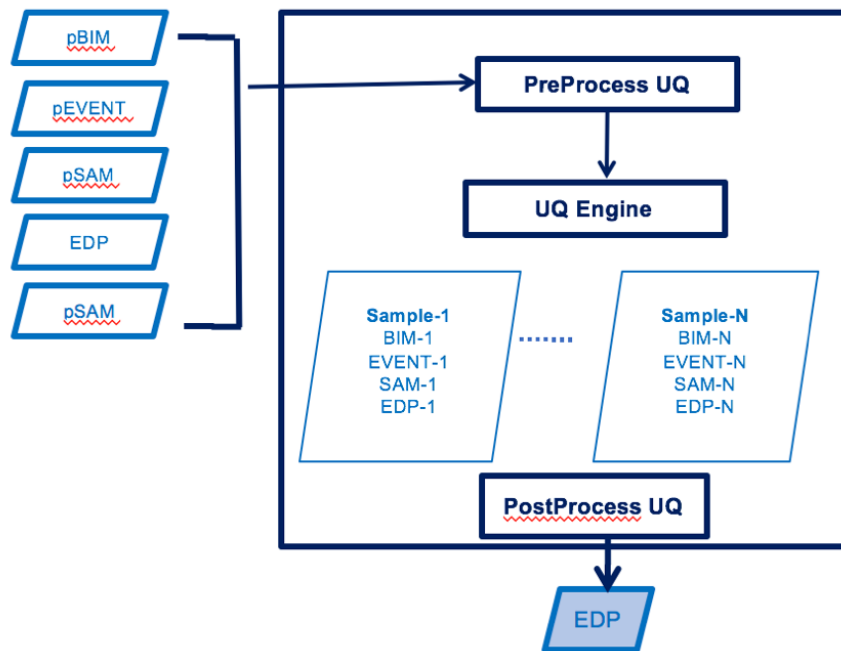 pBIM
pEVENT
pSAM
EDP
pSAM
PreProcess UQ
UQ Engine
Sample-1
BIM-1
EVENT-1
SAM-1
EDP-1
Sample-N
BIM-N
EVENT-N
SAM-N
EDP-N
PostProcess UQ
EDP